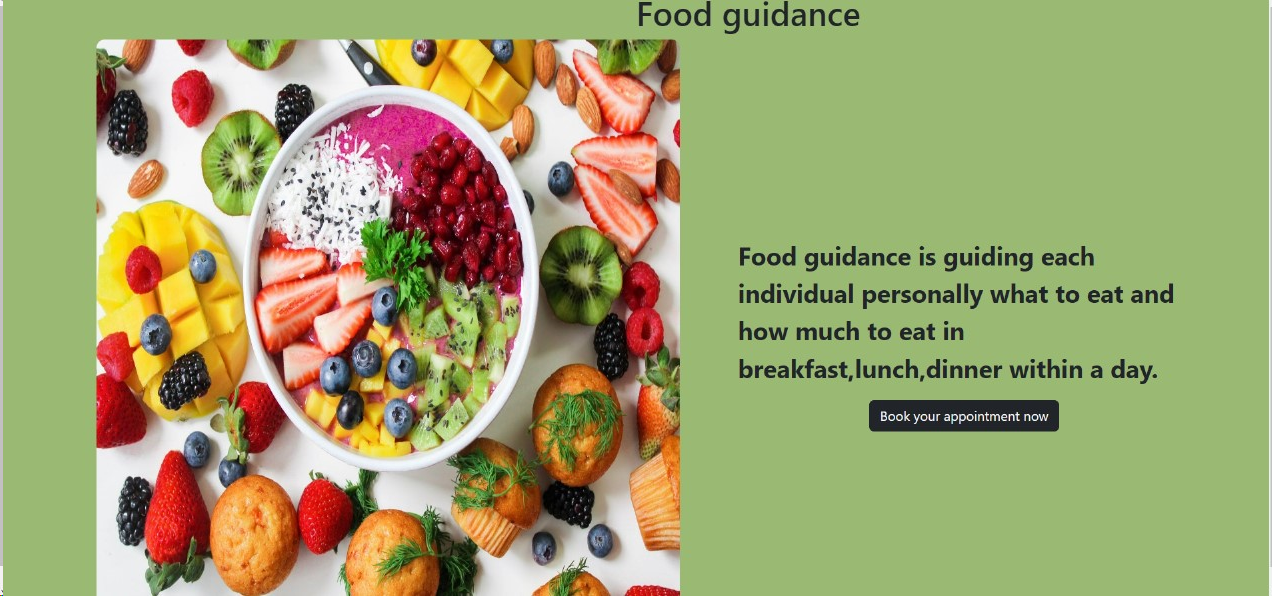 Food guidance
Food guidance is guiding each
individual personally what to eat and
how much to eat in
breakfast,lunch,dinner within a day.
Book your appointment now